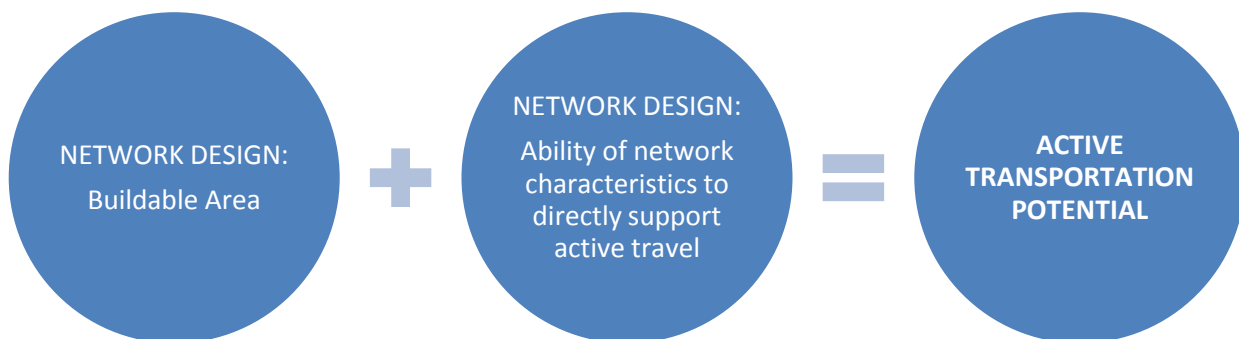 NETWORK DESIGN:
Buildable Area
NETWORK DESIGN:
Ability of network
characteristics to
directly support
active travel
ACTIVE
TRANSPORTATION
POTENTIAL